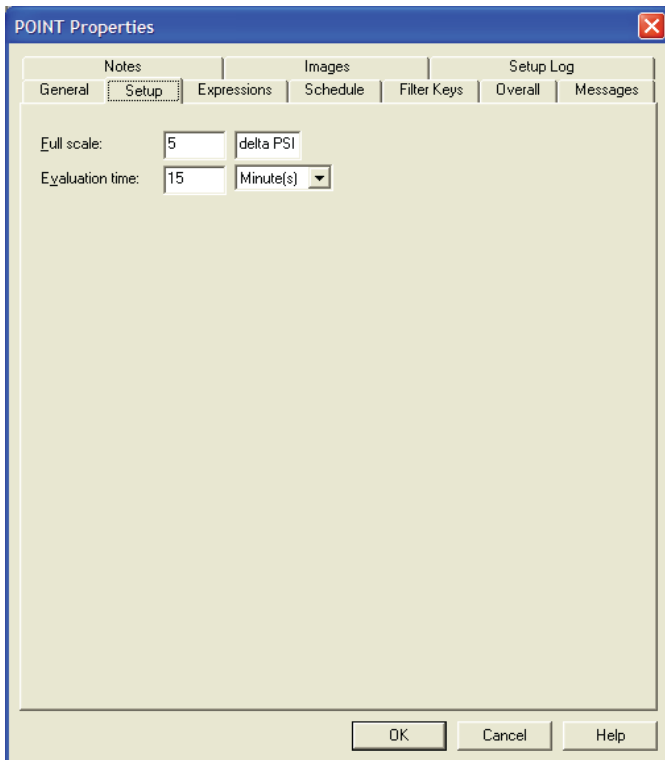 POINT Properties
Notes Images Setup Log
General Setup Expressions Schedule Filter Keys Overall Messages
Full scale: 5 delta PSI
Evaluation time: 15 Minute(s)
OK Cancel Help